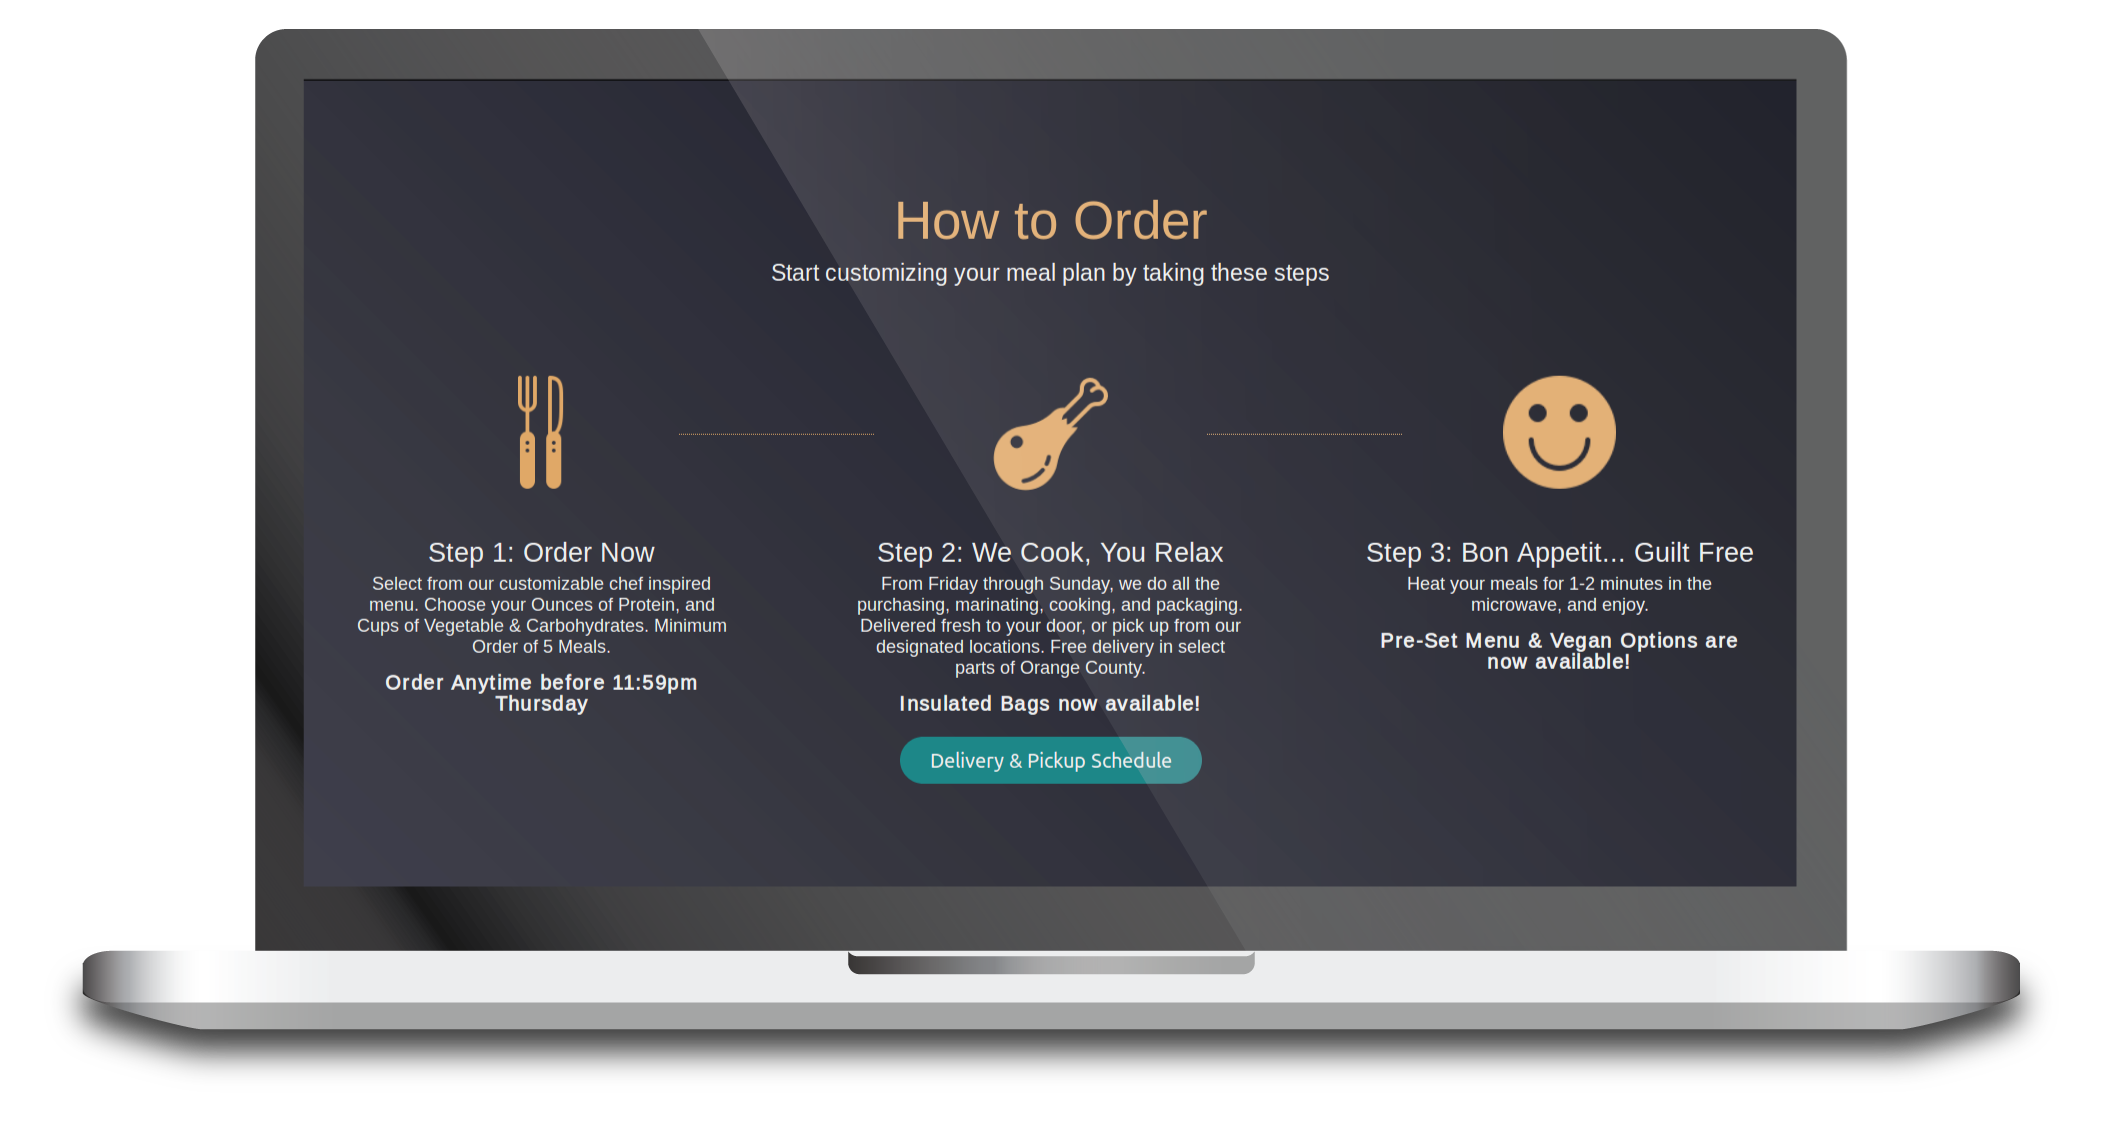 How to Order
Start customizing your meal plan by taking these steps
Step 1: Order Now
Select from our customizable chef inspired
menu. Choose your Ounces of Protein, and
Cups of Vegetable & Carbohydrates. Minimum
Order of 5 Meals.
Order Anytime before 11:59pm
Thursday
Step 2: We Cook, You Relax
From Friday through Sunday, we do all the
purchasing, marinating, cooking, and packaging.
Delivered fresh to your door, or pick up from our
designated locations. Free delivery in select
parts of Orange County.
Insulated Bags now available!
Delivery & Pickup Schedule
Step 3: Bon Appetit... Guilt Free
Heat your meals for 1-2 minutes in the
microwave, and enjoy.
Pre-Set Menu & Vegan Options are
now available!